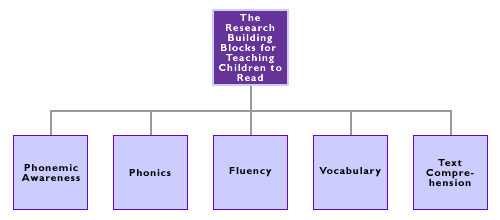 The
Research
Building
Blocks for
Teaching
Children to
Read
Phonemic
Awareness
Phonics
Fluency
Vocabulary
Text
Compre-
hension